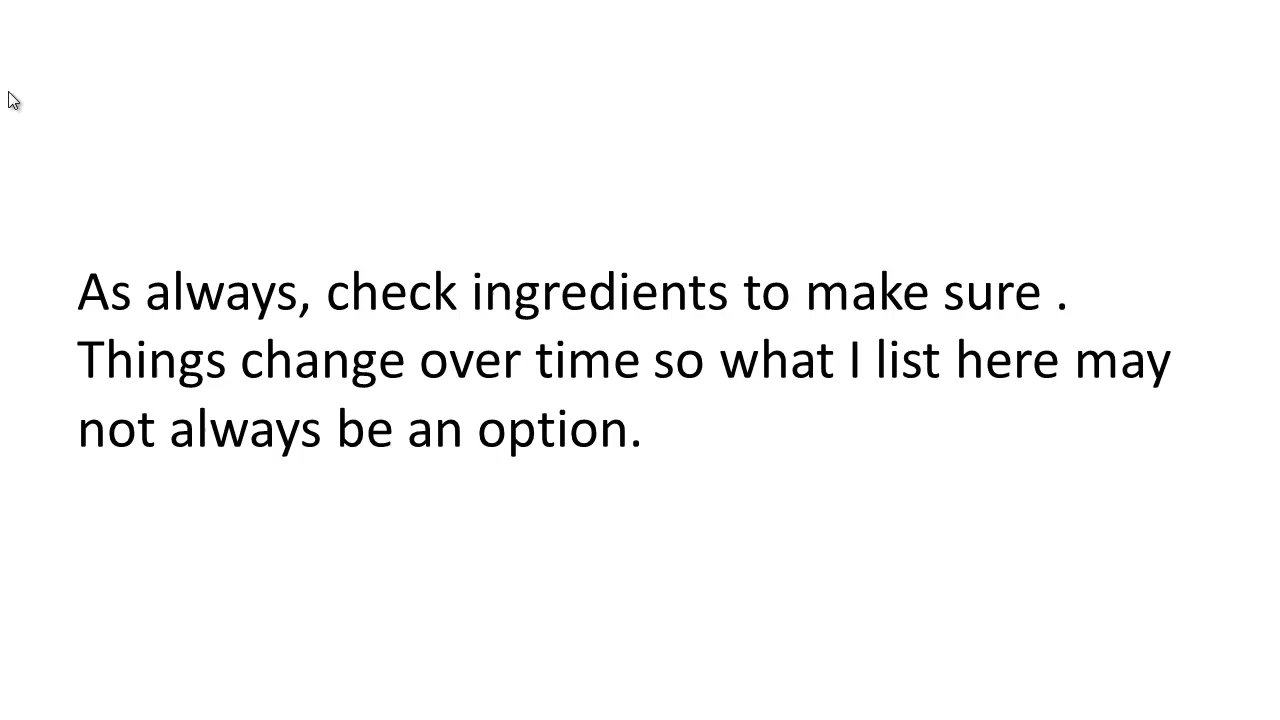 As always, check ingredients to make sure .
Things change over time so what I list here may
not always be an option.